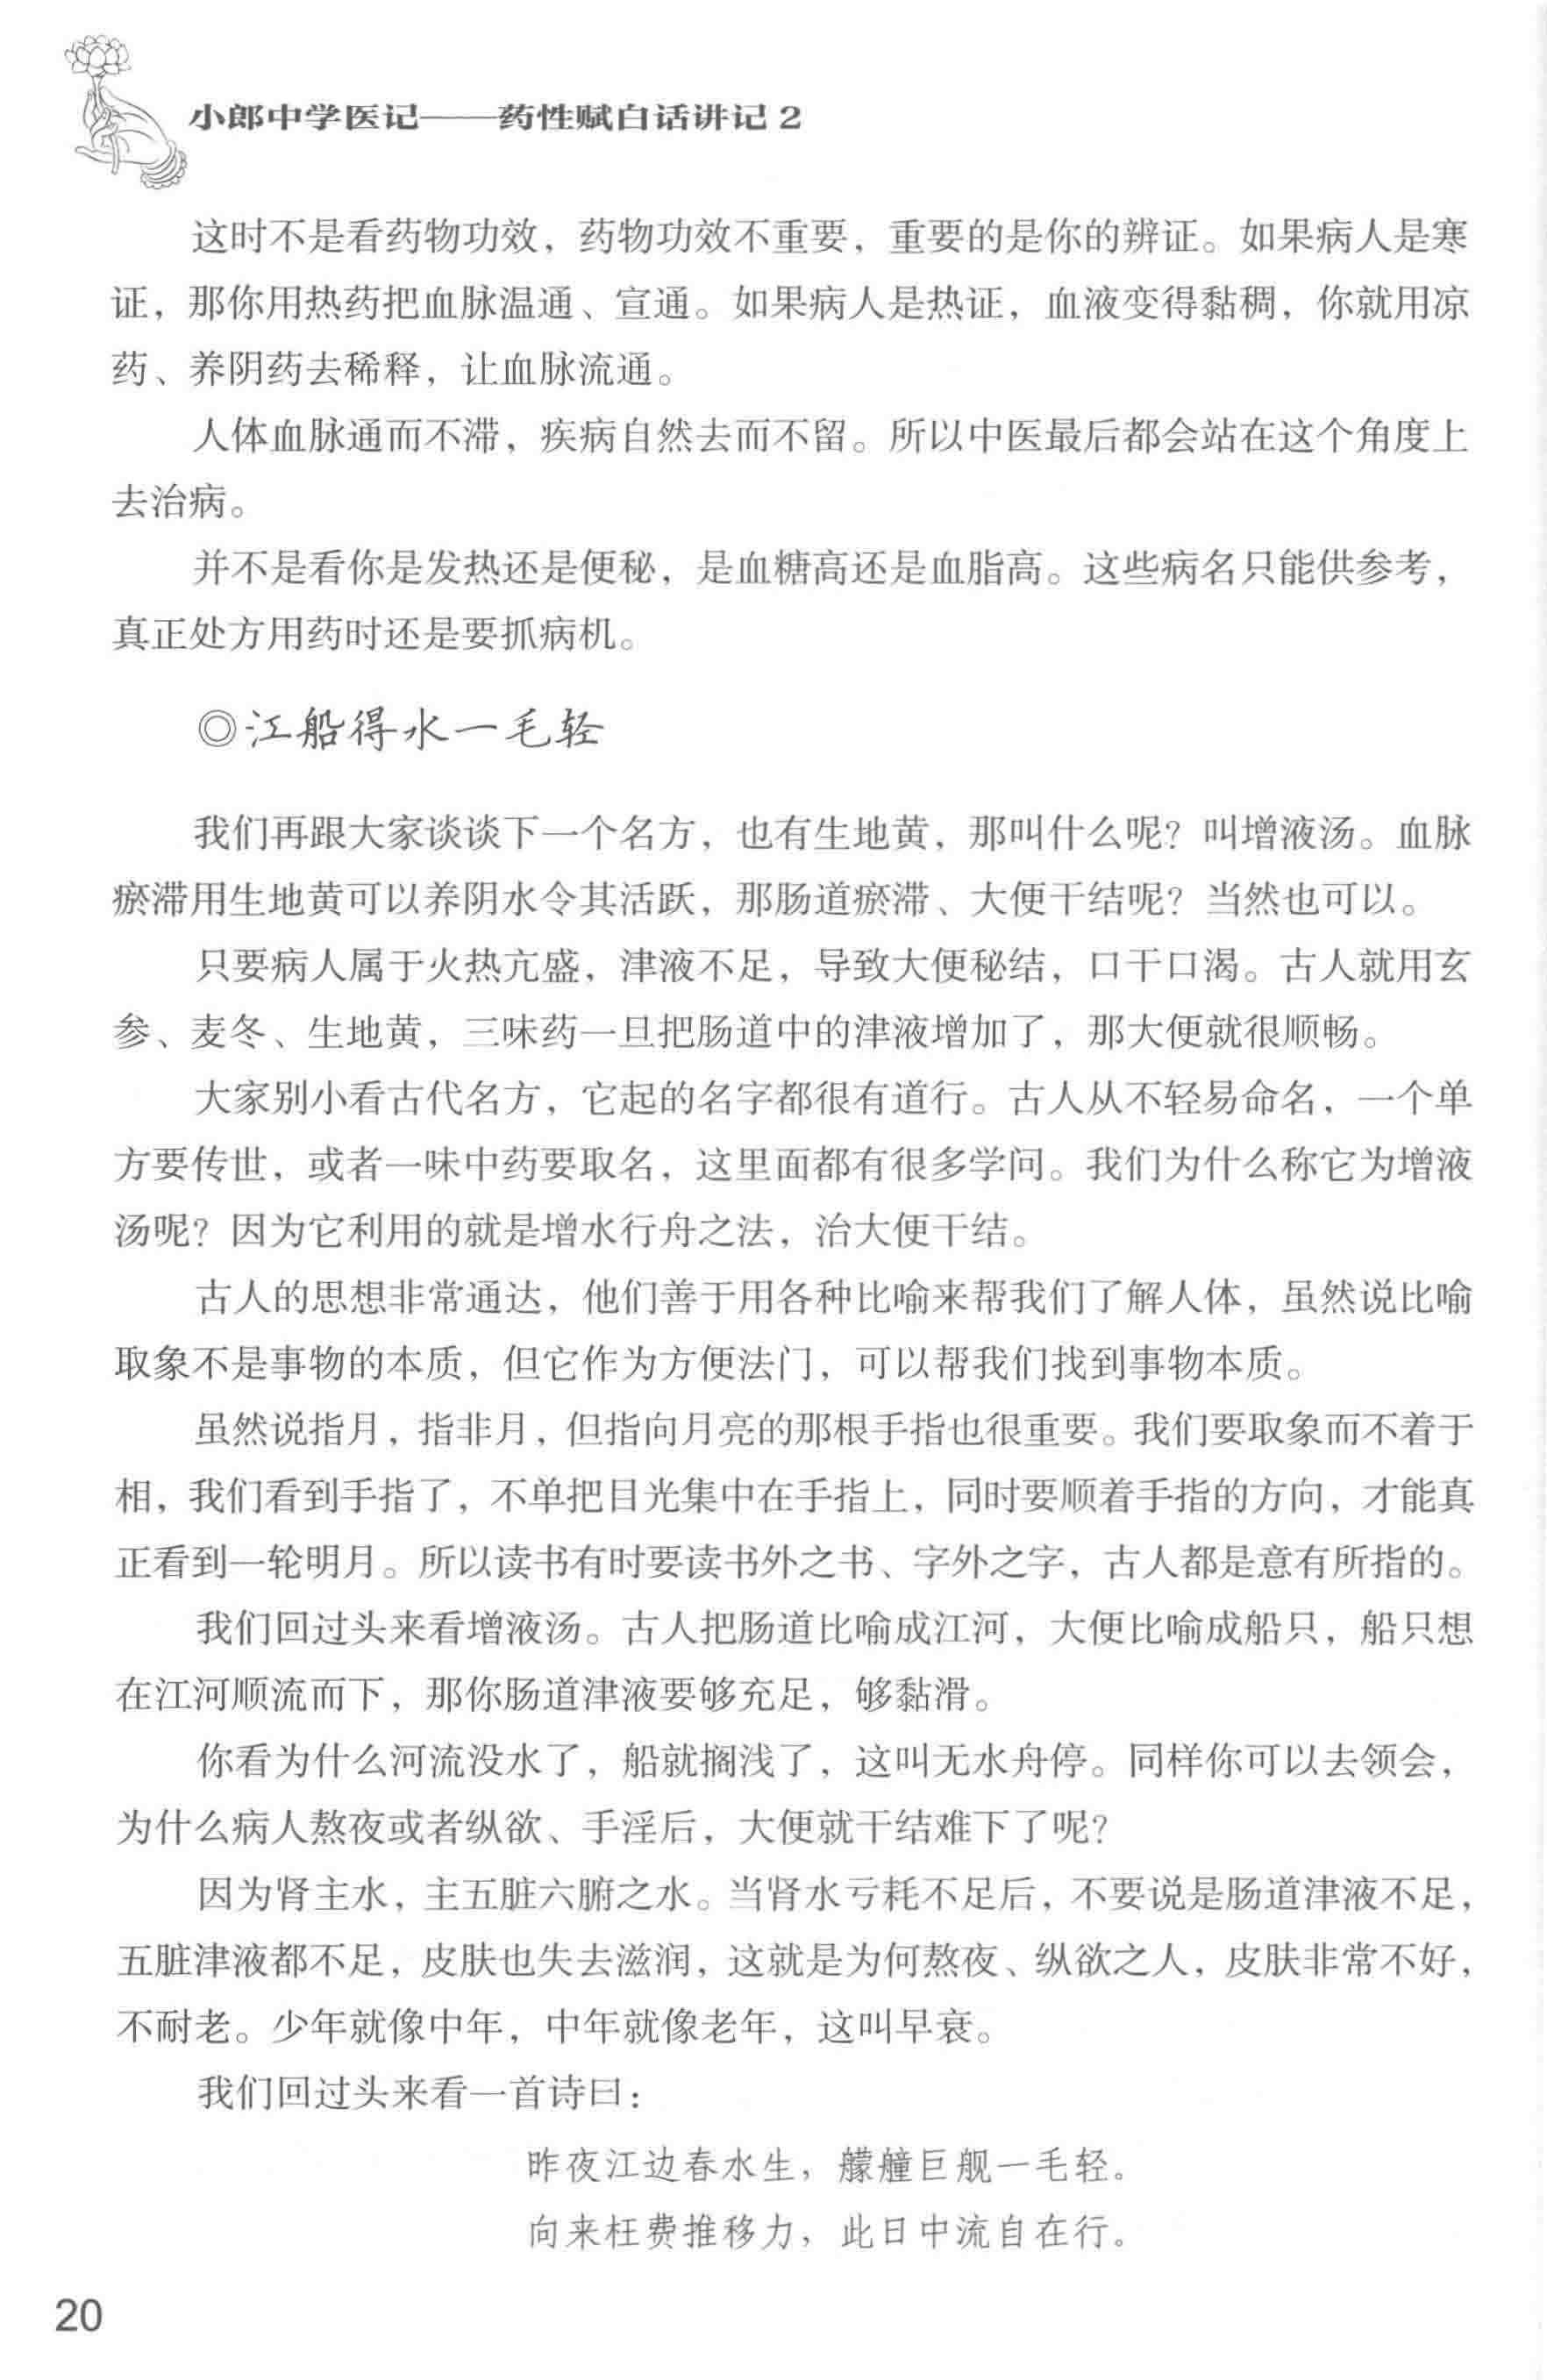 小郎中学医记——药性赋白话讲记2
这时不是看药物功效，药物功效不重要，重要的是你的辨证。如果病人是寒
证，那你用热药把血脉温通、宣通。如果病人是热证，血液变得黏稠，你就用凉
药、养阴药去稀释，让血脉流通。
人体血脉通而不滞，疾病自然去而不留。所以中医最后都会站在这个角度上
去治病。
并不是看你是发热还是便秘，是血糖高还是血脂高。这些病名只能供参考，
真正处方用药时还是要抓病机。
◎江船得水一毛轻
我们再跟大家谈谈下一个名方，也有生地黄，那叫什么呢？叫增液汤。血脉
瘀滞用生地黄可以养阴水令其活跃，那肠道瘀滞、大便干结呢？当然也可以。
只要病人属于火热亢盛，津液不足，导致大便秘结，口干口渴。古人就用玄
参、麦冬、生地黄，三味药一旦把肠道中的津液增加了，那大便就很顺畅。
大家别小看古代名方，它起的名字都很有道行。古人从不轻易命名，一个单
方要传世，或者一味中药要取名，这里面都有很多学问。我们为什么称它为增液
汤呢？因为它利用的就是增水行舟之法，治大便干结。
古人的思想非常通达，他们善于用各种比喻来帮我们了解人体，虽然说比喻
取象不是事物的本质，但它作为方便法门，可以帮我们找到事物本质。
虽然说指月，指非月，但指向月亮的那根手指也很重要。我们要取象而不着于
相，我们看到手指了，不单把目光集中在手指上，同时要顺着手指的方向，才能真
正看到一轮明月。所以读书有时要读书外之书、字外之字，古人都是意有所指的。
我们回过头来看增液汤。古人把肠道比喻成江河，大便比喻成船只，船只想
在江河顺流而下，那你肠道津液要够充足，够黏滑。
你看为什么河流没水了，船就搁浅了，这叫无水舟停。同样你可以去领会，
为什么病人熬夜或者纵欲、手淫后，大便就干结难下了呢？
因为肾主水，主五脏六腑之水。当肾水亏耗不足后，不要说是肠道津液不足，
五脏津液都不足，皮肤也失去滋润，这就是为何熬夜、纵欲之人，皮肤非常不好，
不耐老。少年就像中年，中年就像老年，这叫早衰。
我们回过头来看一首诗曰：
昨夜江边春水生，艨艟巨舰一毛轻。
向来枉费推移力，此日中流自在行。
20